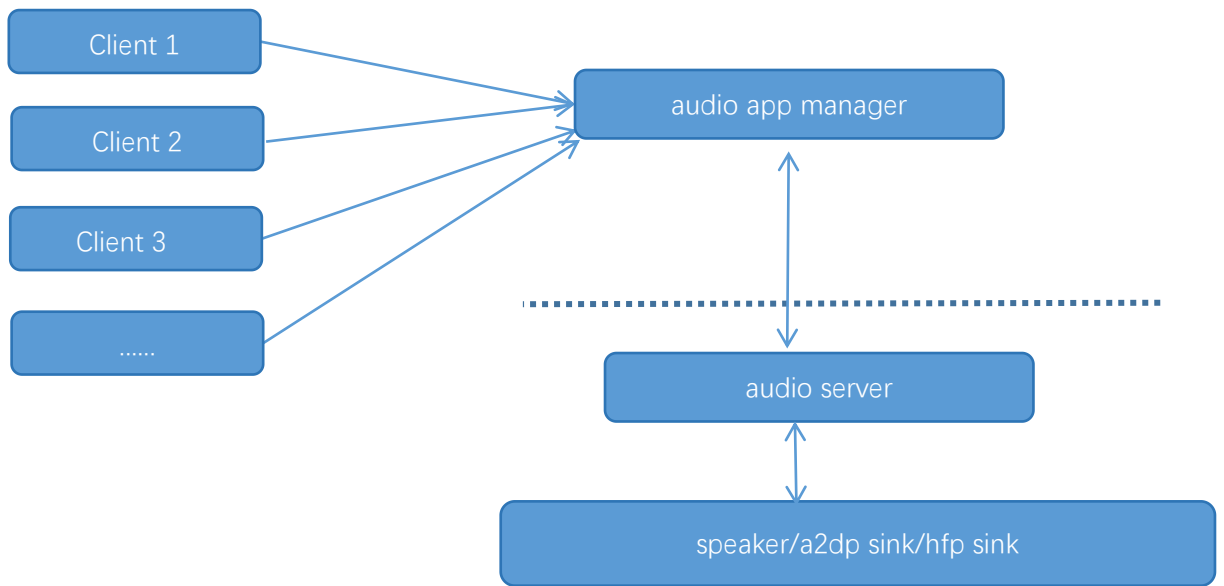 Client 1
audio app manager
Client 2
Client 3
......
audio server
speaker/a2dp sink/hfp sink